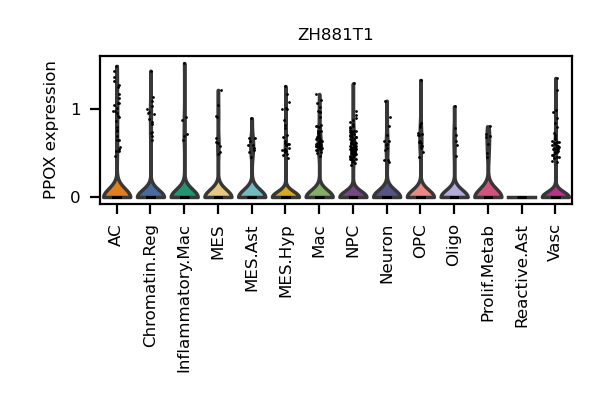 ZH881T1
PPOX expression
1
0
AC
Chromatin.Reg
Inflammatory.Mac
MES
MES.Ast
MES.Hyp
Mac
NPC
Neuron
OPC
Oligo
Prolif.Metab
Reactive.Ast
Vasc